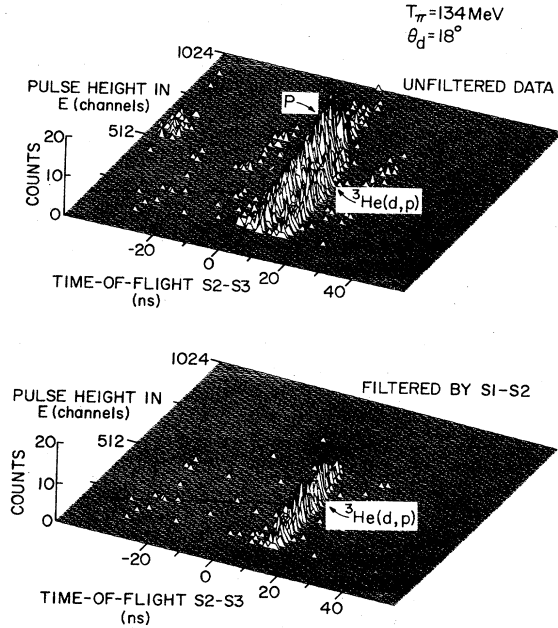 Tπ=134 MeV
θd=18°
1024
PULSE HEIGHT IN
E (channels)
UNFILTERED DATA
P
512
20
10
0
COUNTS
³He(d,p)
-20
0
20
40
TIME-OF-FLIGHT S2-S3
(ns)
1024
PULSE HEIGHT IN
E (channels)
FILTERED BY S1-S2
512
20
10
0
COUNTS
³He(d,p)
-20
0
20
40
TIME-OF-FLIGHT S2-S3
(ns)